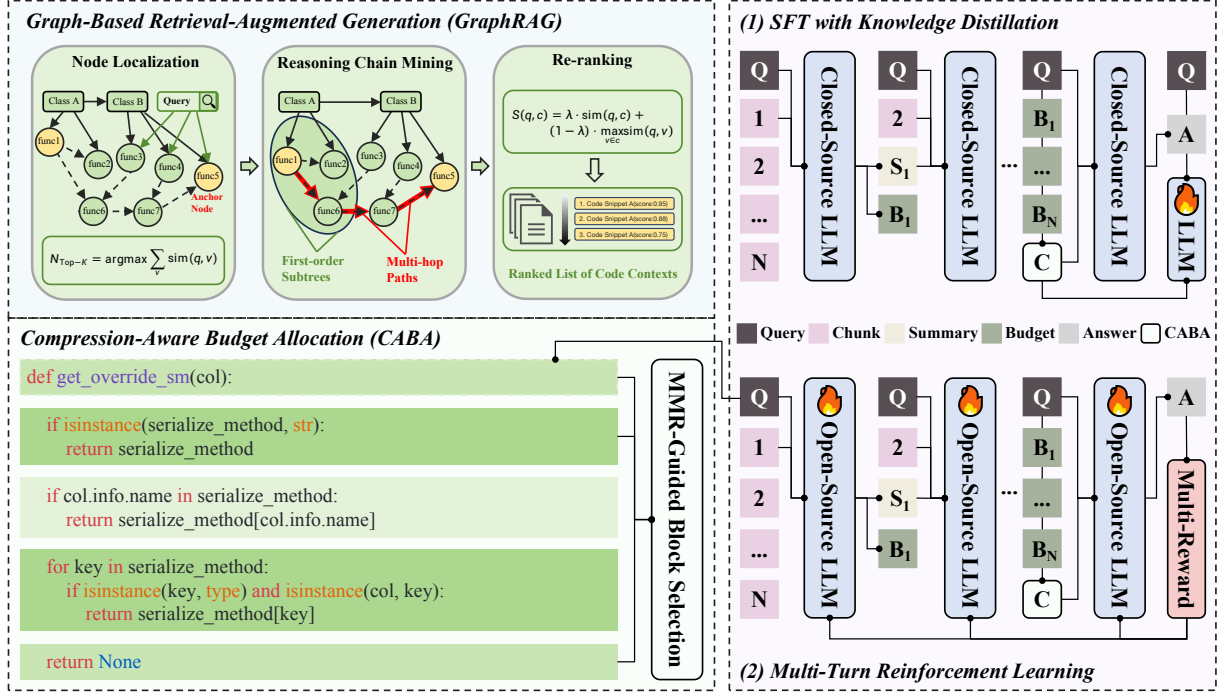 Graph-Based Retrieval-Augmented Generation (GraphRAG)
Node Localization
Class A
Class B
Query
func1
func2
func3
func4
func5
Anchor
Node
func6
func7
N_Top−K = argmax ∑_v sim(q, v)
Reasoning Chain Mining
Class A
Class B
func1
func2
func3
func4
func5
func6
func7
First-order
Subtrees
Multi-hop
Paths
Re-ranking
S(q, c) = λ · sim(q, c) +
(1 − λ) · maxsim(q, v)
v∈c
1. Code Snippet A(score:0.95)
2. Code Snippet A(score:0.88)
3. Code Snippet A(score:0.75)
Ranked List of Code Contexts
Compression-Aware Budget Allocation (CABA)
def get_override_sm(col):
if isinstance(serialize_method, str):
return serialize_method
if col.info.name in serialize_method:
return serialize_method[col.info.name]
for key in serialize_method:
if isinstance(key, type) and isinstance(col, key):
return serialize_method[key]
return None
MMR-Guided Block Selection
(1) SFT with Knowledge Distillation
Q
1
2
...
N
Closed-Source LLM
Q
2
S1
B1
Closed-Source LLM
...
Q
B1
...
BN
C
Closed-Source LLM
Q
A
LLM
Query
Chunk
Summary
Budget
Answer
CABA
Q
1
2
...
N
Open-Source LLM
Q
2
S1
B1
Open-Source LLM
...
Q
B1
...
BN
C
Open-Source LLM
A
Multi-Reward
(2) Multi-Turn Reinforcement Learning